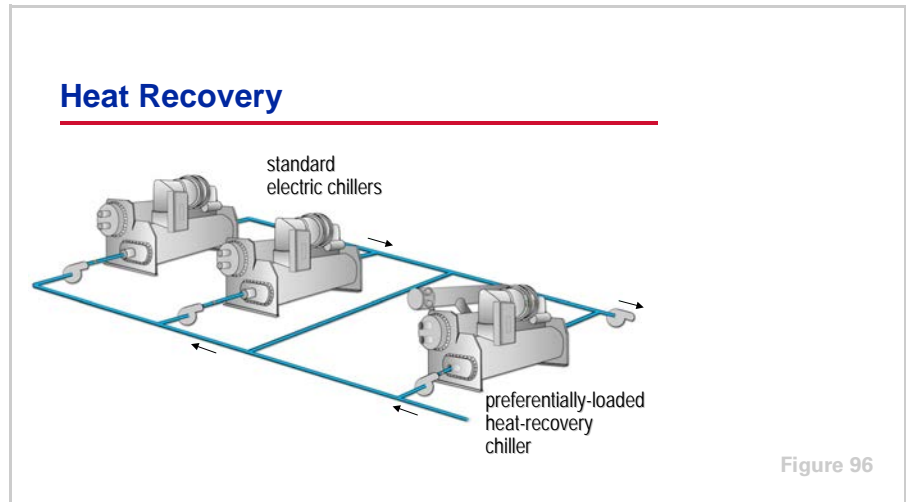 Heat Recovery
standard
electric chillers
preferentially-loaded
heat-recovery
chiller
Figure 96